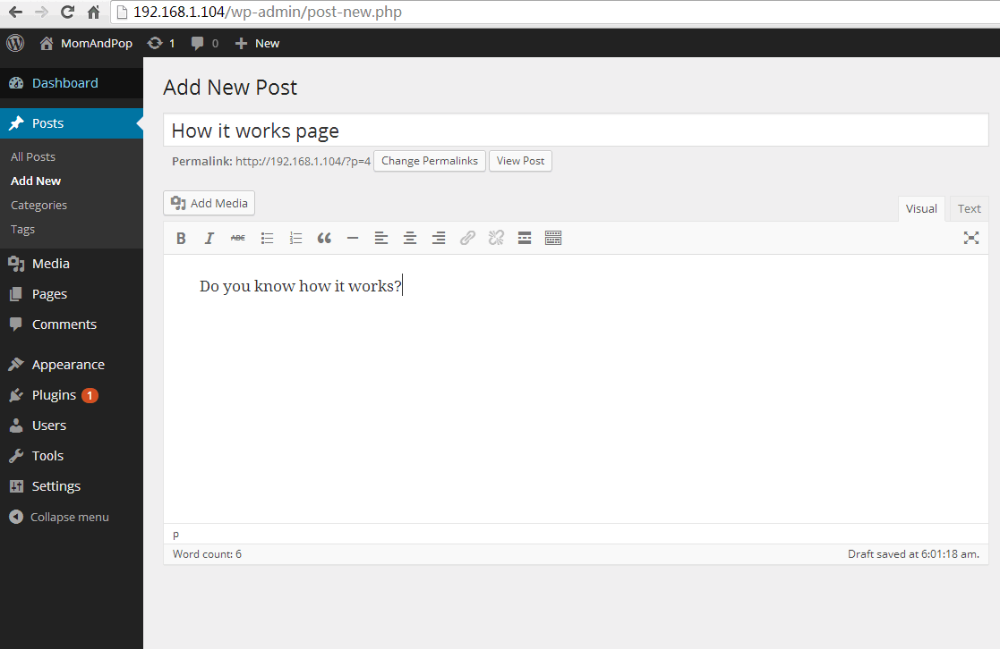 192.168.1.104/wp-admin/post-new.php
MomAndPop 1 0 New
Dashboard
Posts
All Posts
Add New
Categories
Tags
Media
Pages
Comments
Appearance
Plugins 1
Users
Tools
Settings
Collapse menu
Add New Post
How it works page
Permalink: http://192.168.1.104/?p=4 Change Permalinks View Post
Add Media
Visual Text
B I ABC
Do you know how it works?
p
Word count: 6 Draft saved at 6:01:18 am.